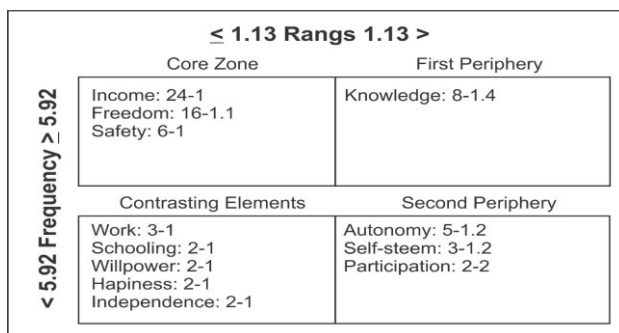 ≤ 1.13 Rangs 1.13 >
< 5.92 Frequency ≥ 5.92
Core Zone
Income: 24-1
Freedom: 16-1.1
Safety: 6-1
First Periphery
Knowledge: 8-1.4
Contrasting Elements
Work: 3-1
Schooling: 2-1
Willpower: 2-1
Hapiness: 2-1
Independence: 2-1
Second Periphery
Autonomy: 5-1.2
Self-steem: 3-1.2
Participation: 2-2